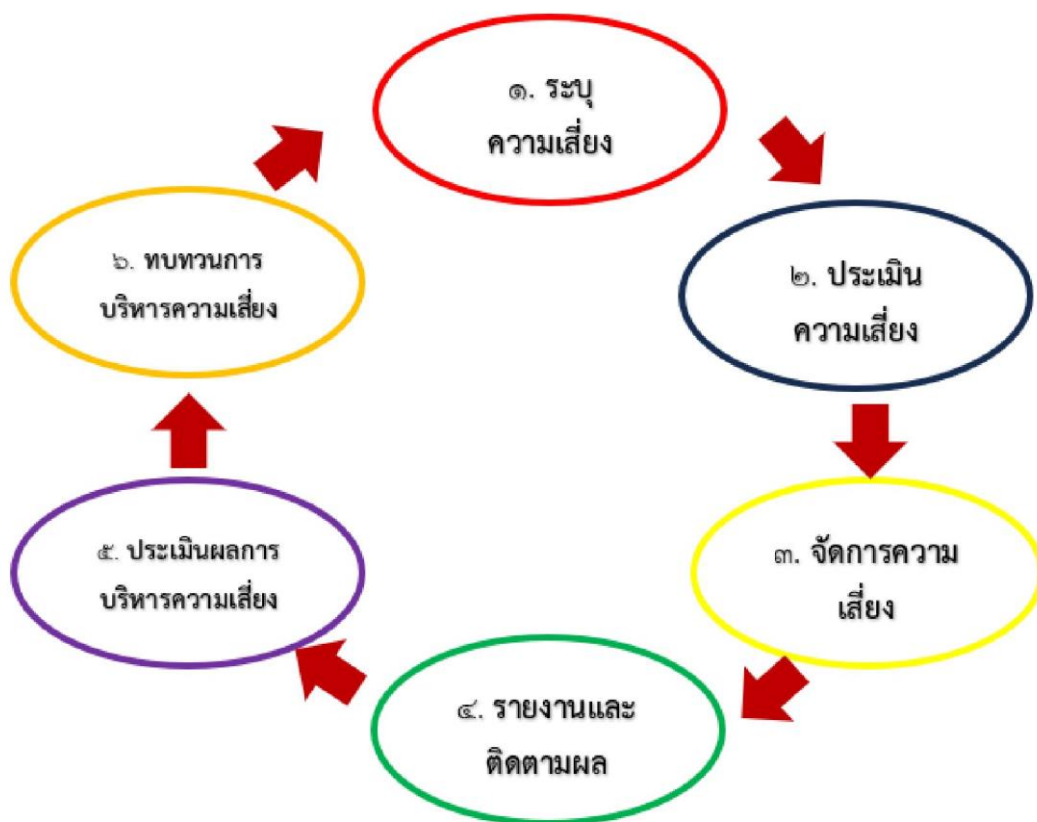 ๑. ระบุ
ความเสี่ยง
๒. ประเมิน
ความเสี่ยง
๓. จัดการความ
เสี่ยง
๔. รายงานและ
ติดตามผล
๕. ประเมินผลการ
บริหารความเสี่ยง
๖. ทบทวนการ
บริหารความเสี่ยง